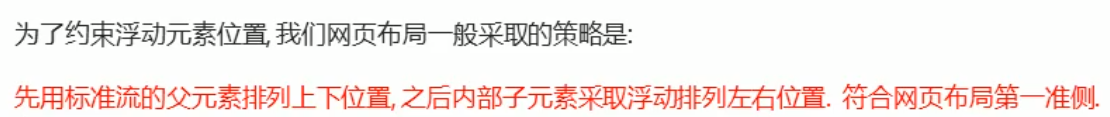 为了约束浮动元素位置, 我们网页布局一般采取的策略是:
先用标准流的父元素排列上下位置, 之后内部子元素采取浮动排列左右位置. 符合网页布局第一准侧.